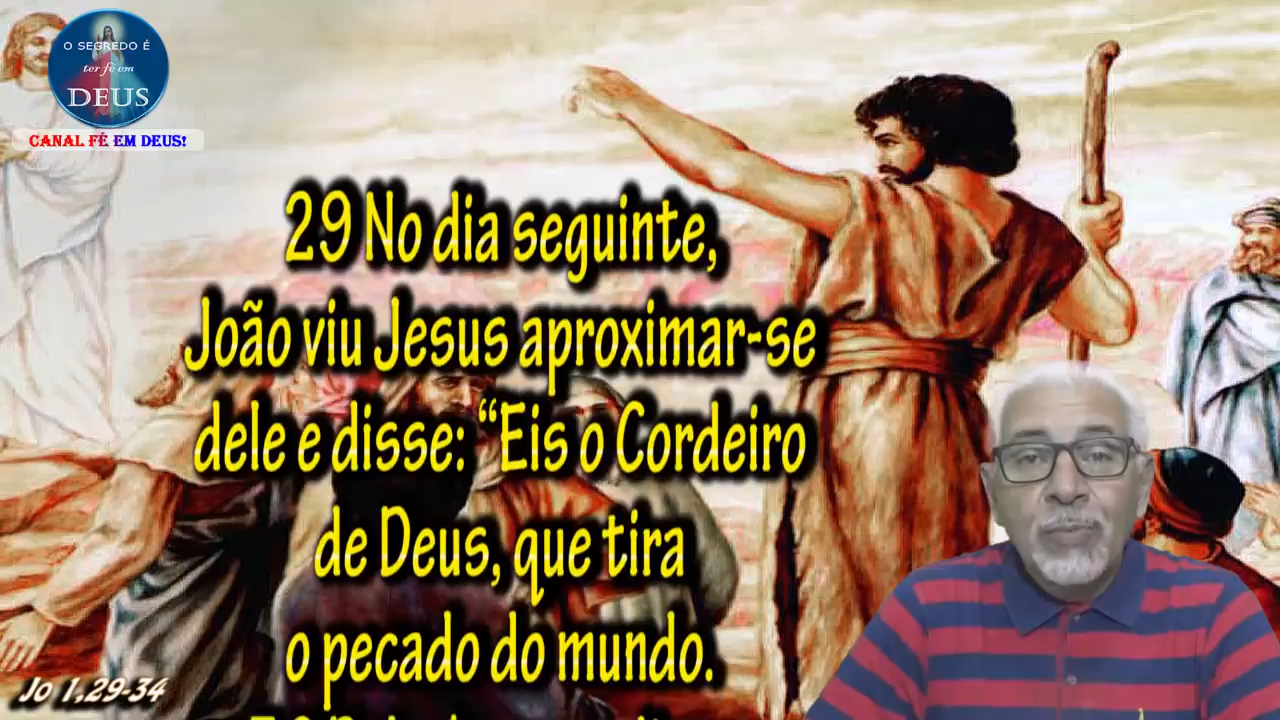 O SEGREDO É
ter fé em
DEUS
CANAL FÉ EM DEUS!
29 No dia seguinte,
João viu Jesus aproximar-se
dele e disse: “Eis o Cordeiro
de Deus, que tira
o pecado do mundo.
Jo 1,29-34